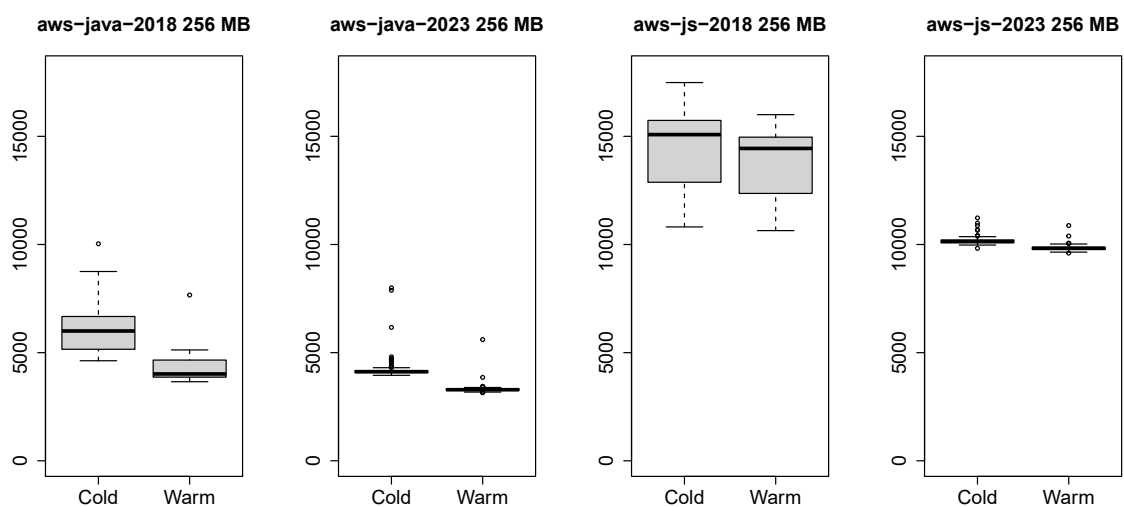 aws−java−2018 256 MB
15000
10000
5000
0
Cold
Warm
aws−java−2023 256 MB
15000
10000
5000
0
Cold
Warm
aws−js−2018 256 MB
15000
10000
5000
0
Cold
Warm
aws−js−2023 256 MB
15000
10000
5000
0
Cold
Warm